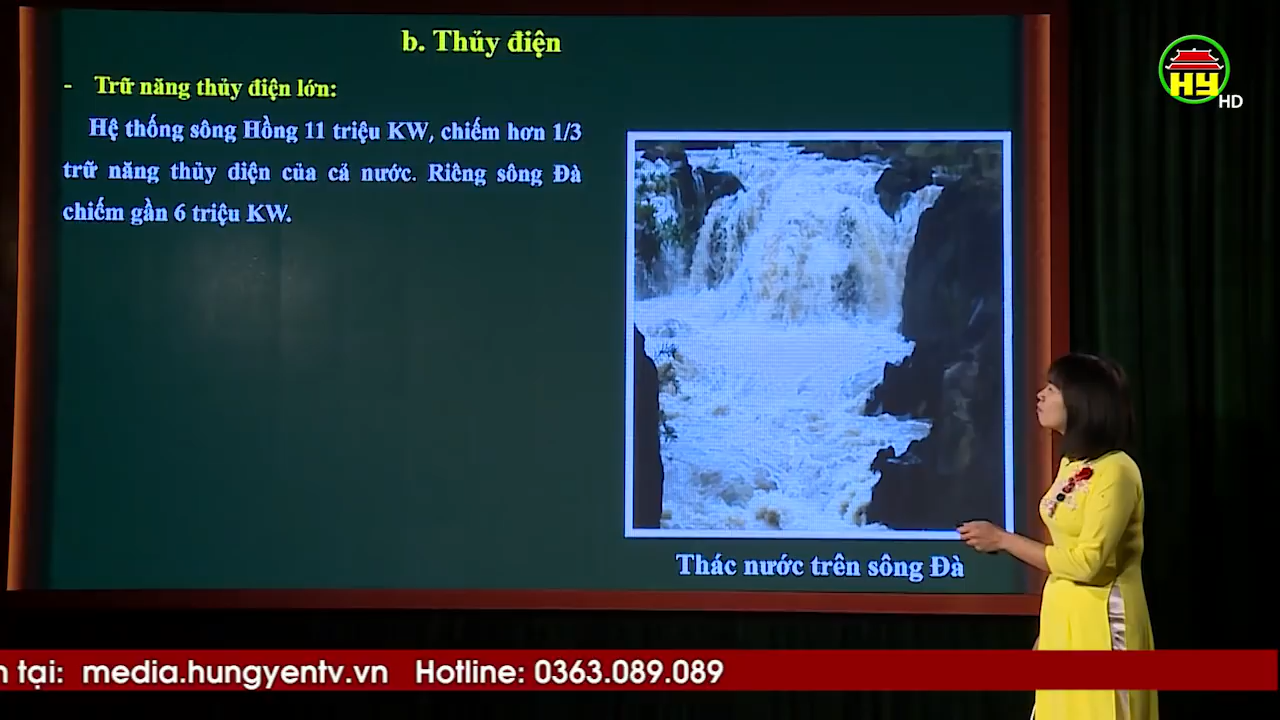 b. Thủy điện
- Trữ năng thủy điện lớn:
Hệ thống sông Hồng 11 triệu KW, chiếm hơn 1/3
trữ năng thủy điện của cả nước. Riêng sông Đà
chiếm gần 6 triệu KW.
Thác nước trên sông Đà
HY
HD
tại: media.hungyentv.vn Hotline: 0363.089.089